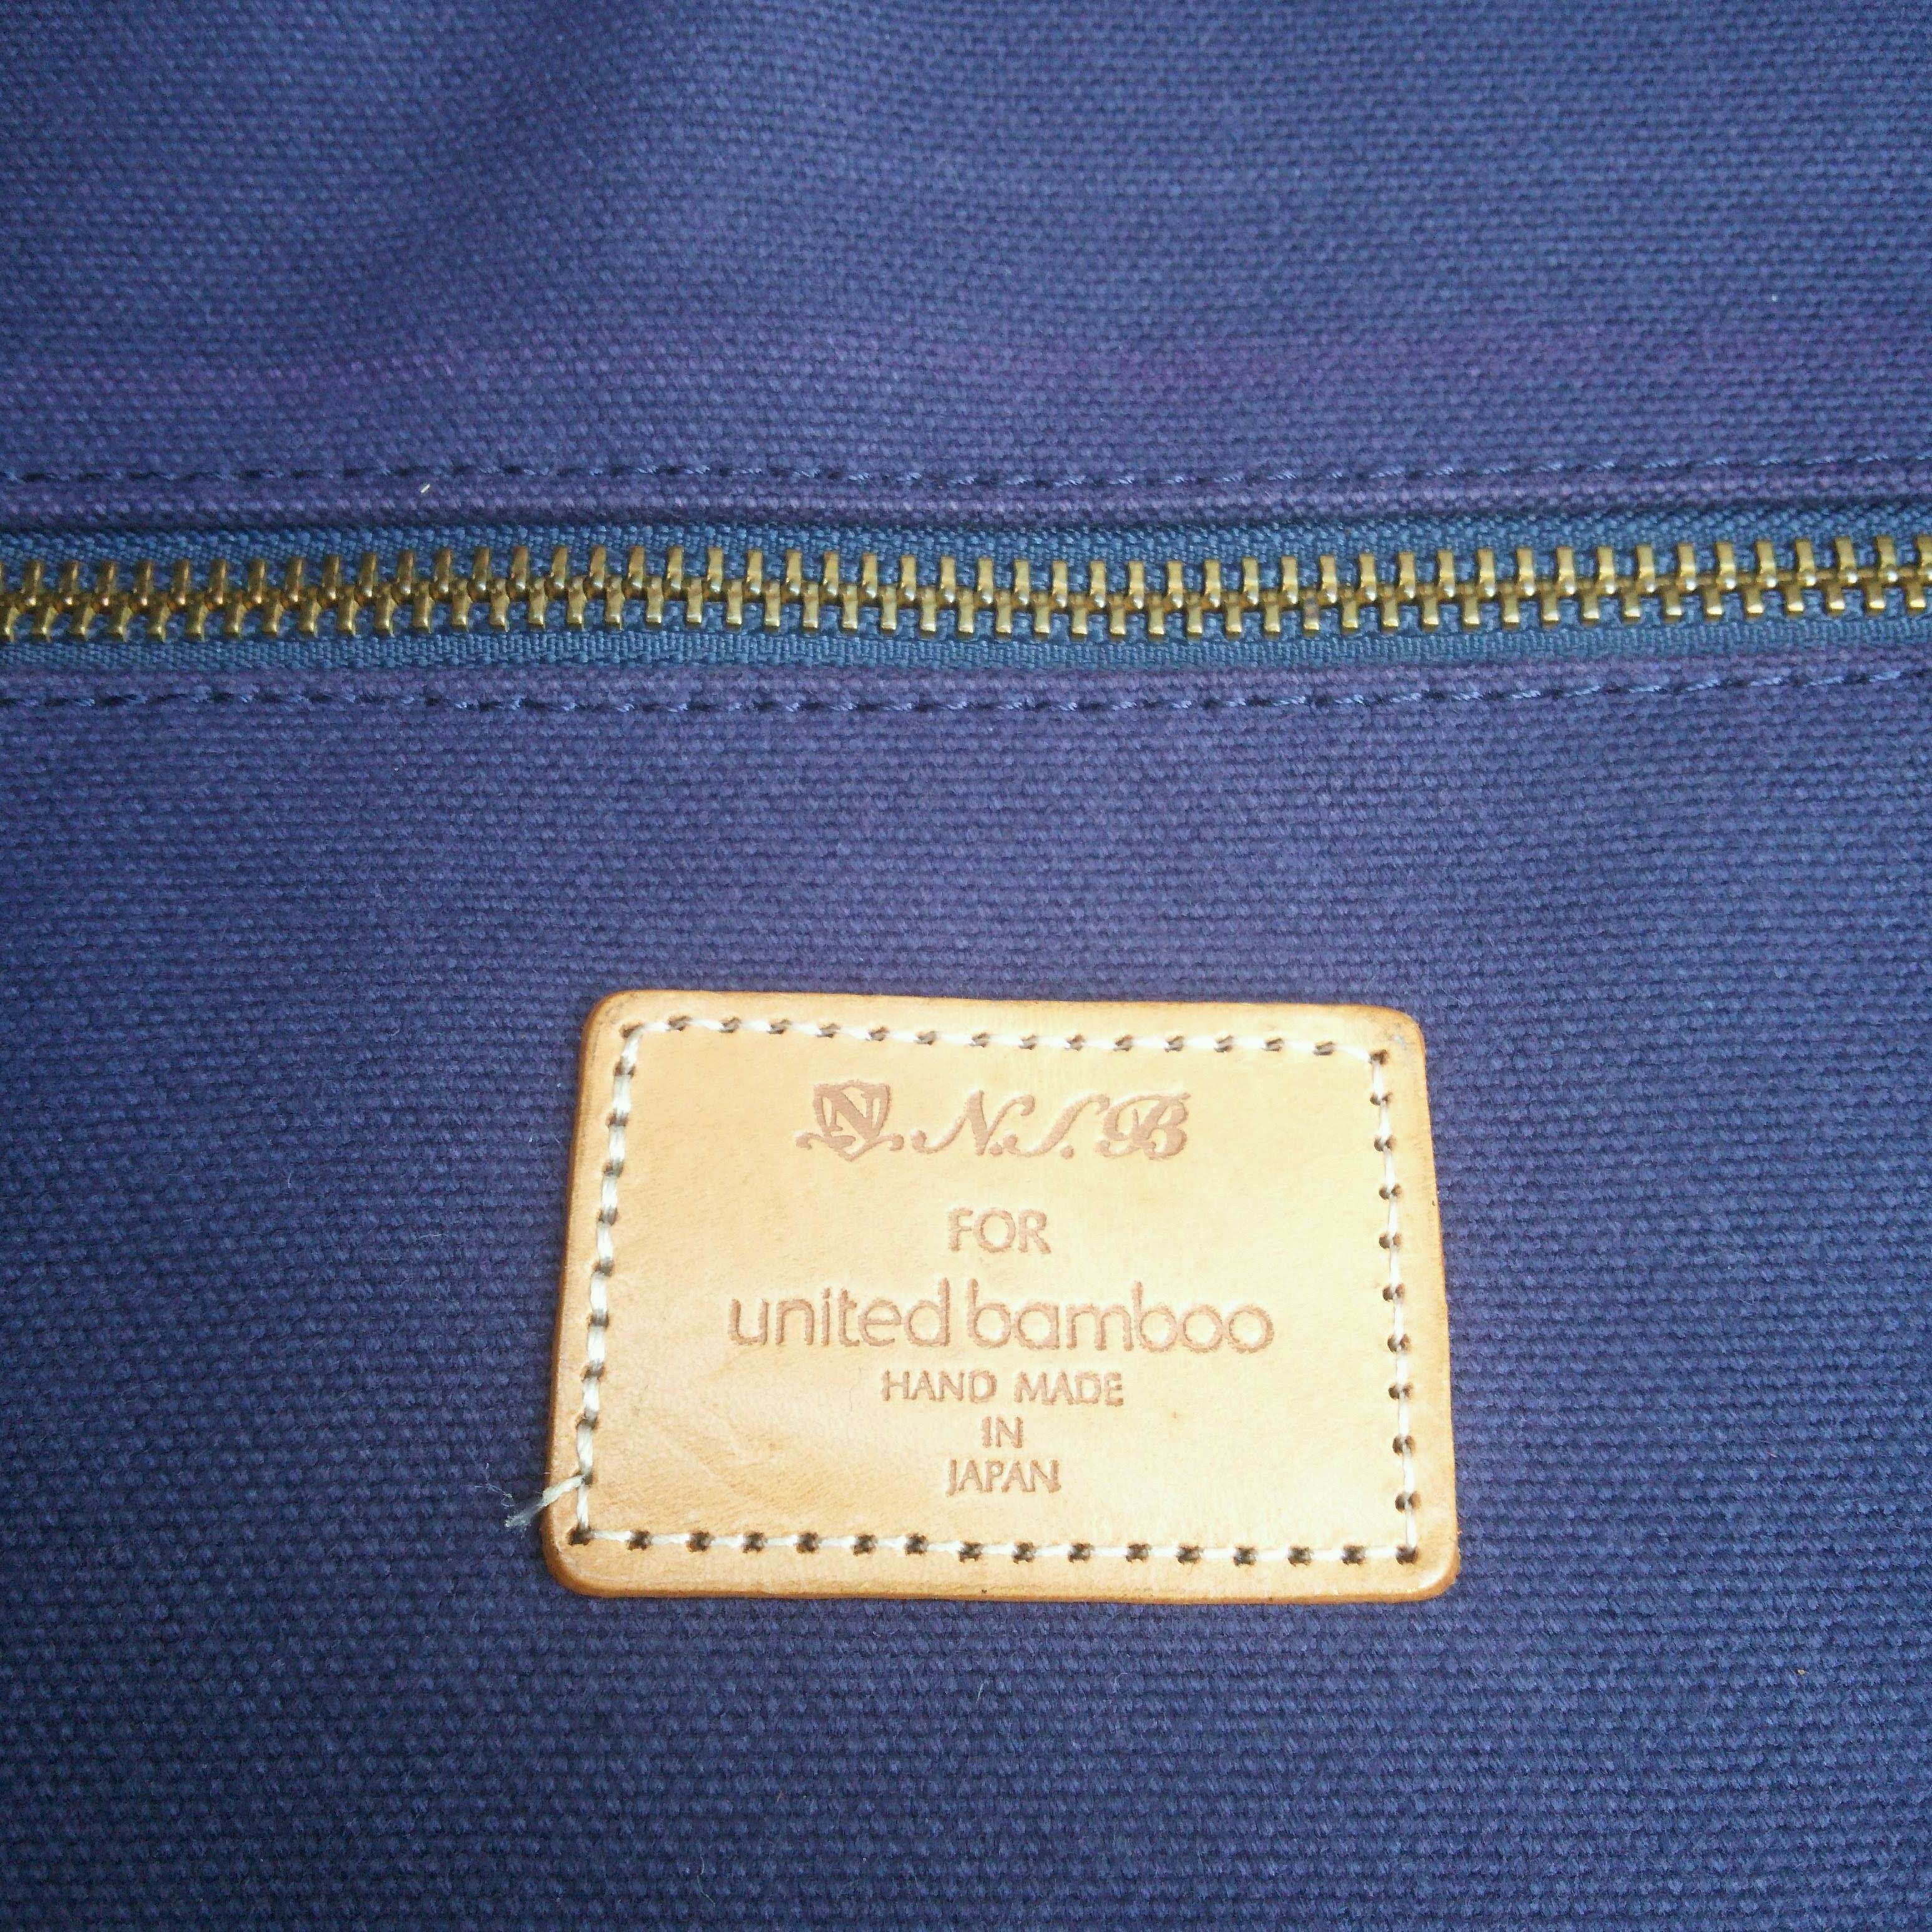 N N.S.B
FOR
united bamboo
HAND MADE
IN
JAPAN